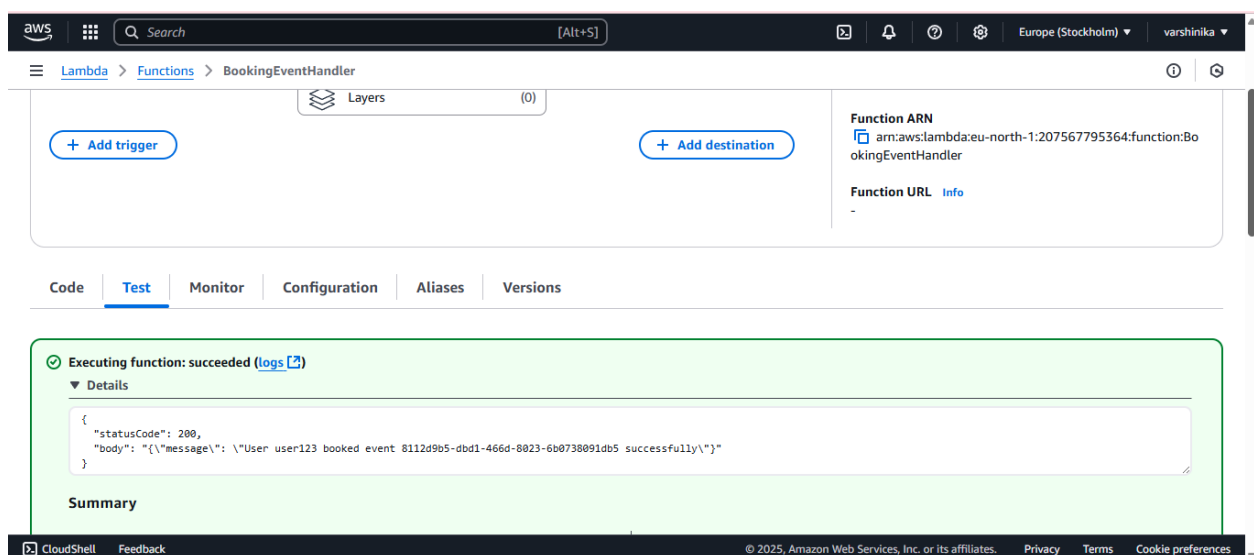 aws
Search [Alt+S]
Europe (Stockholm) ▼ varshinika ▼
Lambda > Functions > BookingEventHandler
Layers (0)
+ Add trigger
+ Add destination
Function ARN
arn:aws:lambda:eu-north-1:207567795364:function:Bo
okingEventHandler
Function URL Info
-
Code Test Monitor Configuration Aliases Versions
Executing function: succeeded (logs)
▼ Details
{
"statusCode": 200,
"body": "{\"message\": \"User user123 booked event 8112d9b5-dbd1-466d-8023-6b0738091db5 successfully\"}"
}
Summary
CloudShell Feedback © 2025, Amazon Web Services, Inc. or its affiliates. Privacy Terms Cookie preferences